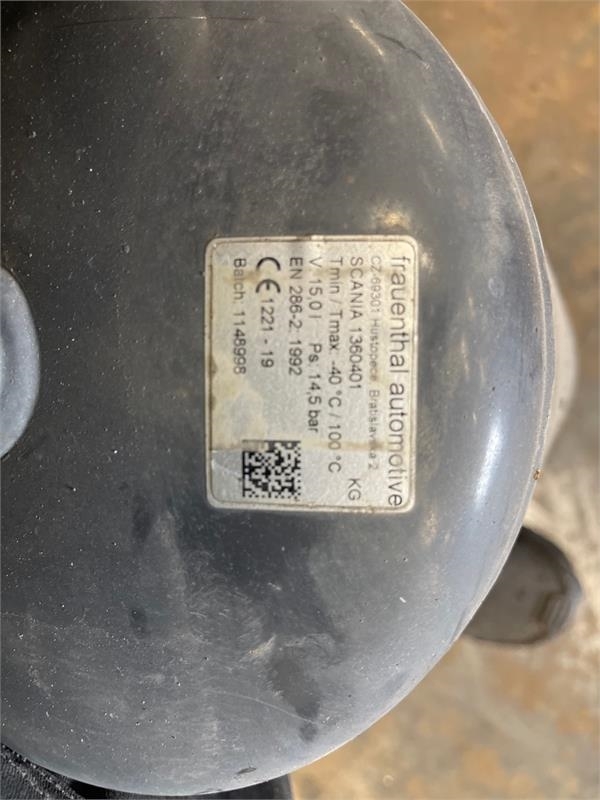 frauenthal automotive
CZ-69301 Hustopece, Bratislavska 2
SCANIA 1360401 KG
Tmin / Tmax: -40 °C / 100 °C
V: 15,0 l Ps: 14,5 bar
EN 286-2: 1992
CE 1221 - 19
Batch: 1148998